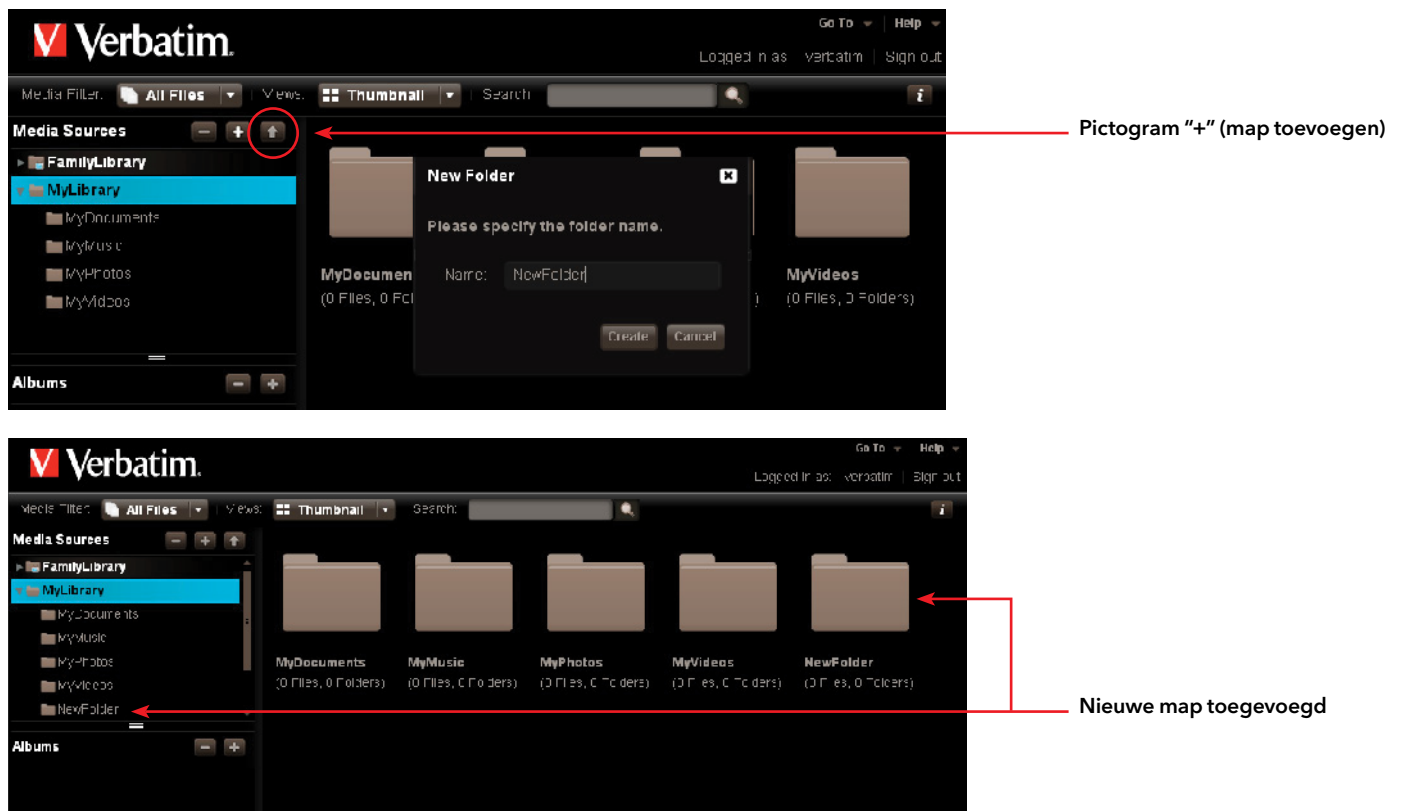 Verbatim.
Go To Help
Logged in as verbatim Sign out
Media Filter: All Files Views: Thumbnail Search
Media Sources
Pictogram “+” (map toevoegen)
FamilyLibrary
MyLibrary
MyDocuments
MyMusic
MyPhotos
MyVideos
New Folder
Please specify the folder name.
Name: NewFolder
Create Cancel
MyDocumen
(0 Files, 0 Fol
)
MyVideos
(0 Files, 0 Folders)
Albums
Verbatim.
Go To Help
Logged in as: verbatim Sign out
Media Filter: All Files Views: Thumbnail Search:
Media Sources
FamilyLibrary
MyLibrary
MyDocuments
MyMusic
MyPhotos
MyVideos
NewFolder
MyDocuments MyMusic MyPhotos MyVideos NewFolder
(0 Files, 0 Folders) (0 Files, 0 Folders) (0 Files, 0 Folders) (0 Files, 0 Folders) (0 Files, 0 Folders)
Nieuwe map toegevoegd
Albums